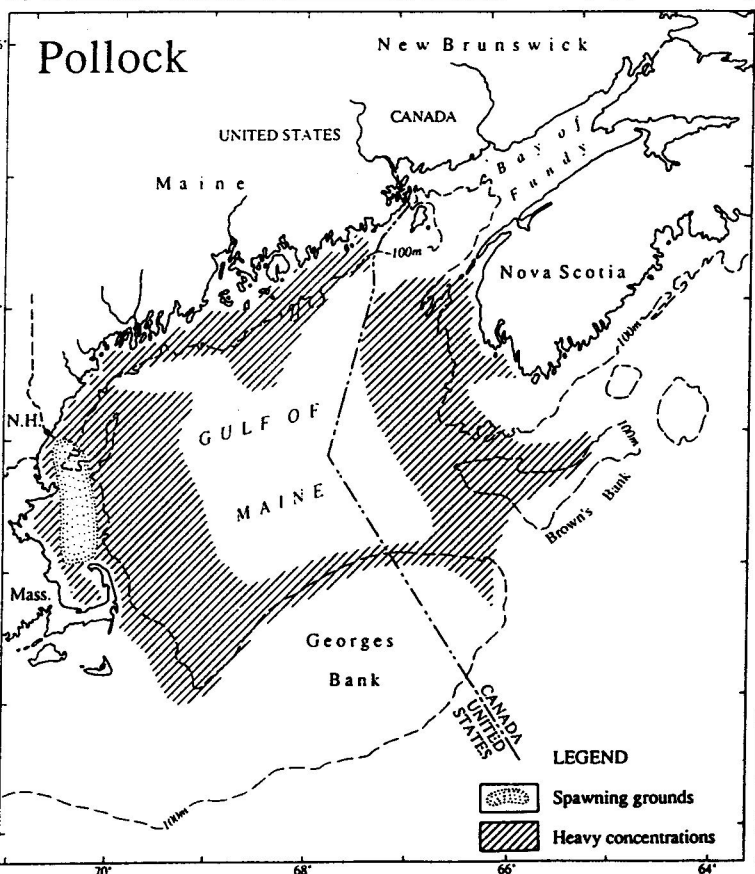 Pollock
New Brunswick
CANADA
UNITED STATES
Bay of
Fundy
Maine
100m
Nova Scotia
100m
N.H.
GULF OF
MAINE
100m
Brown's Bank
Mass.
Georges
Bank
CANADA
UNITED
STATES
LEGEND
Spawning grounds
Heavy concentrations
100m
70°
68°
66°
64°